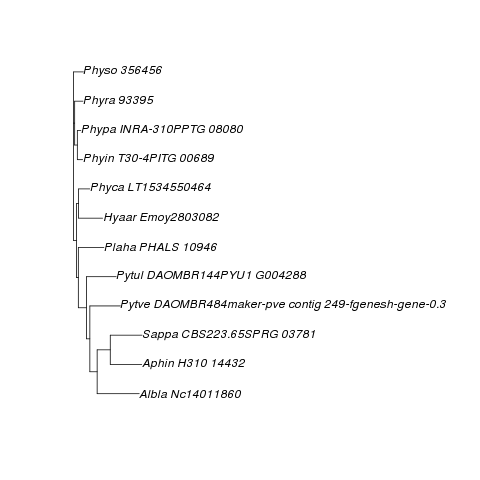 Physo 356456
Phyra 93395
Phypa INRA-310PPTG 08080
Phyin T30-4PITG 00689
Phyca LT1534550464
Hyaar Emoy2803082
Plaha PHALS 10946
Pytul DAOMBR144PYU1 G004288
Pytve DAOMBR484maker-pve contig 249-fgenesh-gene-0.3
Sappa CBS223.65SPRG 03781
Aphin H310 14432
Albla Nc14011860